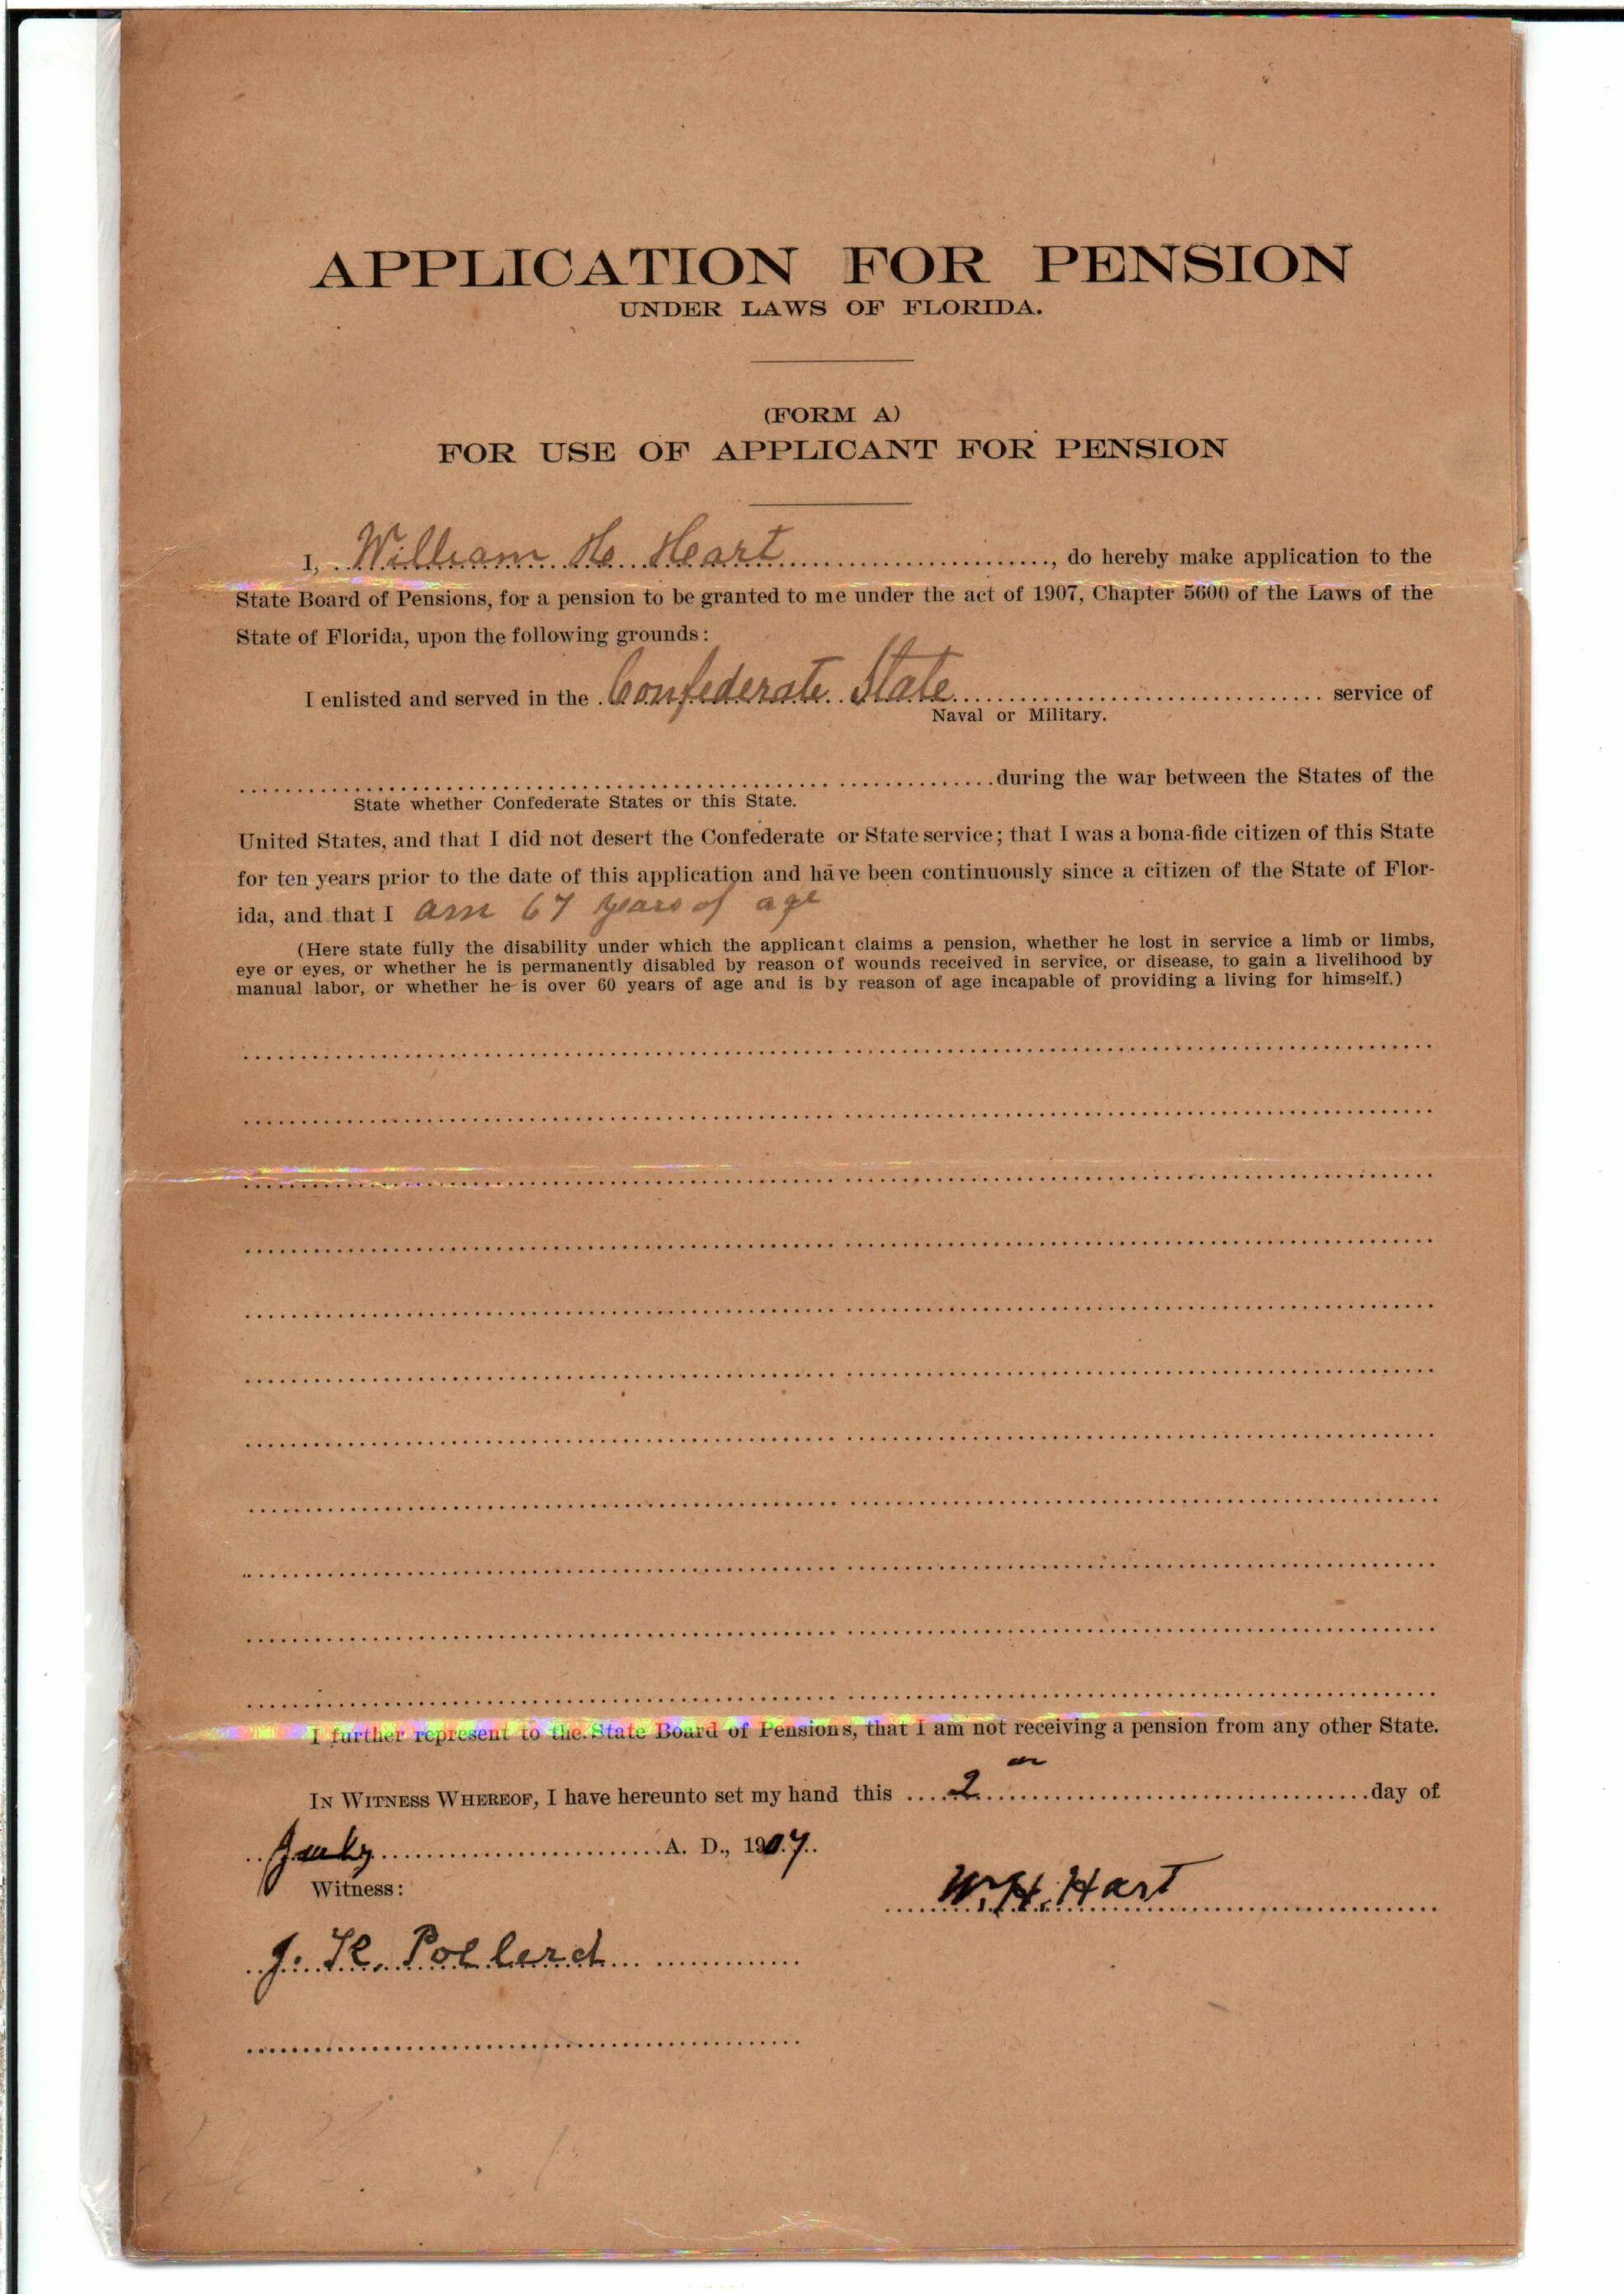 APPLICATION FOR PENSION
UNDER LAWS OF FLORIDA.
(FORM A)
FOR USE OF APPLICANT FOR PENSION
I, William H. Heart, do hereby make application to the
State Board of Pensions, for a pension to be granted to me under the act of 1907, Chapter 5600 of the Laws of the
State of Florida, upon the following grounds:
I enlisted and served in the Confederate State service of
Naval or Military.
during the war between the States of the
State whether Confederate States or this State.
United States, and that I did not desert the Confederate or State service; that I was a bona-fide citizen of this State
for ten years prior to the date of this application and have been continuously since a citizen of the State of Flor-
ida, and that I am 67 years of age
(Here state fully the disability under which the applicant claims a pension, whether he lost in service a limb or limbs,
eye or eyes, or whether he is permanently disabled by reason of wounds received in service, or disease, to gain a livelihood by
manual labor, or whether he is over 60 years of age and is by reason of age incapable of providing a living for himself.)
I further represent to the State Board of Pensions, that I am not receiving a pension from any other State.
IN WITNESS WHEREOF, I have hereunto set my hand this 2 day of
July A. D., 1907.
Witness:
W. H. Hart
Pollerd